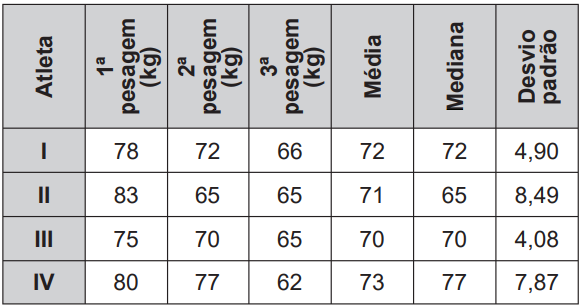 Atleta
1ª pesagem (kg)
2ª pesagem (kg)
3ª pesagem (kg)
Média
Mediana
Desvio padrão
I 78 72 66 72 72 4,90
II 83 65 65 71 65 8,49
III 75 70 65 70 70 4,08
IV 80 77 62 73 77 7,87